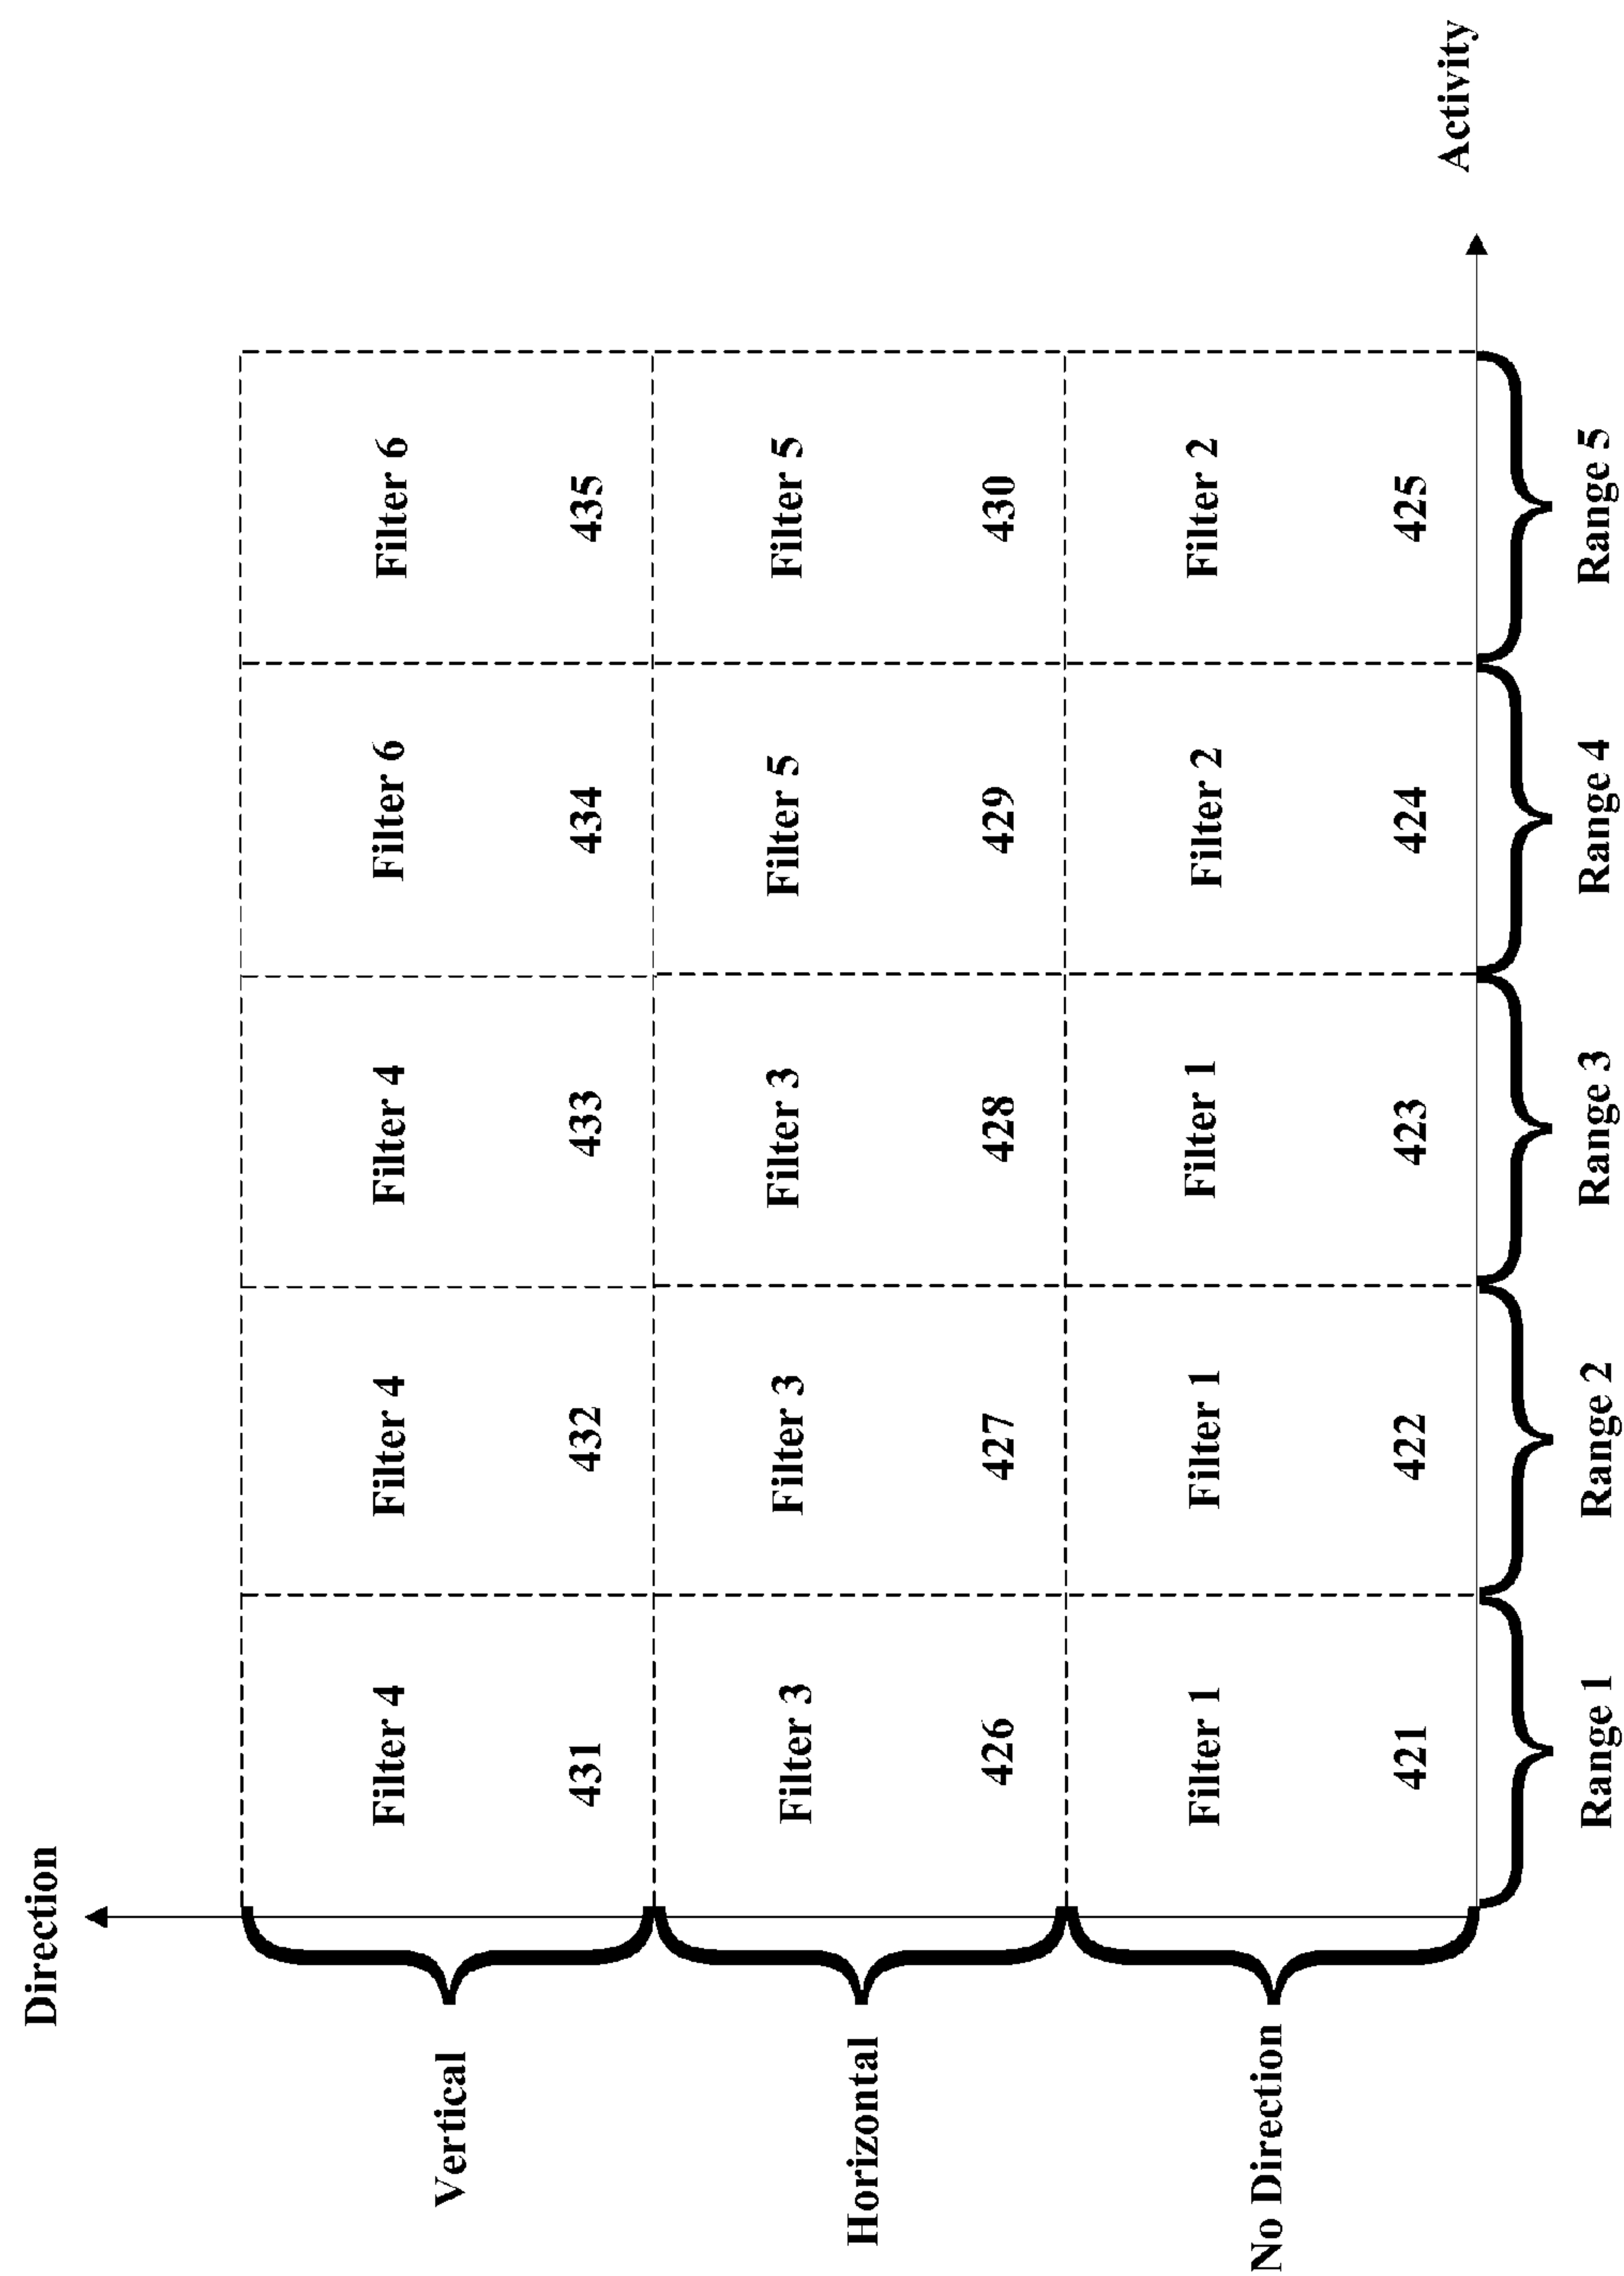 Direction
Vertical
Filter 4
Filter 4
Filter 4
Filter 6
Filter 6
431
432
433
434
435
Horizontal
Filter 3
Filter 3
Filter 3
Filter 5
Filter 5
426
427
428
429
430
No Direction
Filter 1
Filter 1
Filter 1
Filter 2
Filter 2
421
422
423
424
425
Activity
Range 1
Range 2
Range 3
Range 4
Range 5